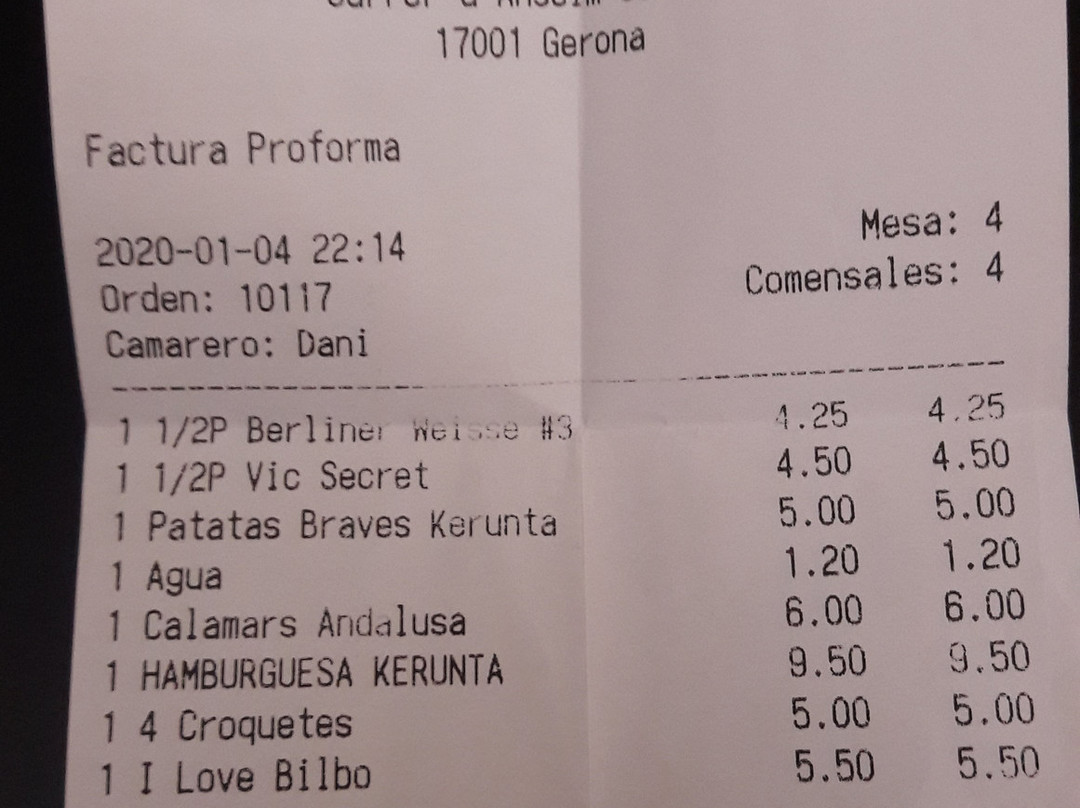 17001 Gerona
Factura Proforma
Mesa: 4
2020-01-04 22:14
Comensales: 4
Orden: 10117
Camarero: Dani
1 1/2P Berliner Weisse #3 4.25 4.25
1 1/2P Vic Secret 4.50 4.50
1 Patatas Braves Kerunta 5.00 5.00
1 Agua 1.20 1.20
1 Calamars Andalusa 6.00 6.00
1 HAMBURGUESA KERUNTA 9.50 9.50
1 4 Croquetes 5.00 5.00
1 I Love Bilbo 5.50 5.50